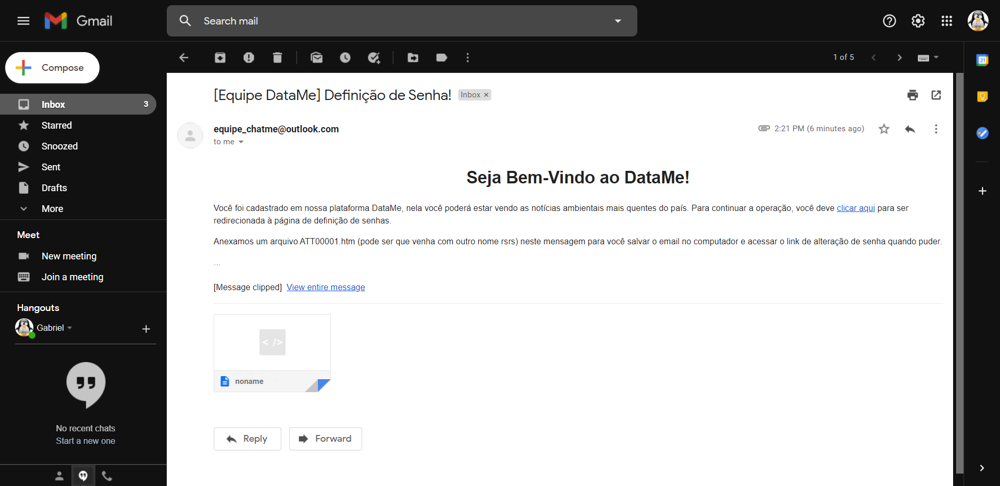 Gmail
Search mail
Compose
1 of 5
31
Inbox 3
Starred
Snoozed
Sent
Drafts
More
Meet
New meeting
Join a meeting
Hangouts
Gabriel
No recent chats
Start a new one
[Equipe DataMe] Definição de Senha! Inbox
equipe_chatme@outlook.com
2:21 PM (6 minutes ago)
to me
Seja Bem-Vindo ao DataMe!
Você foi cadastrado em nossa plataforma DataMe, nela você poderá estar vendo as notícias ambientais mais quentes do país. Para continuar a operação, você deve clicar aqui para ser
redirecionada à página de definição de senhas.
Anexamos um arquivo ATT00001.htm (pode ser que venha com outro nome rsrs) neste mensagem para você salvar o email no computador e acessar o link de alteração de senha quando puder.
...
[Message clipped] View entire message
< />
noname
Reply
Forward